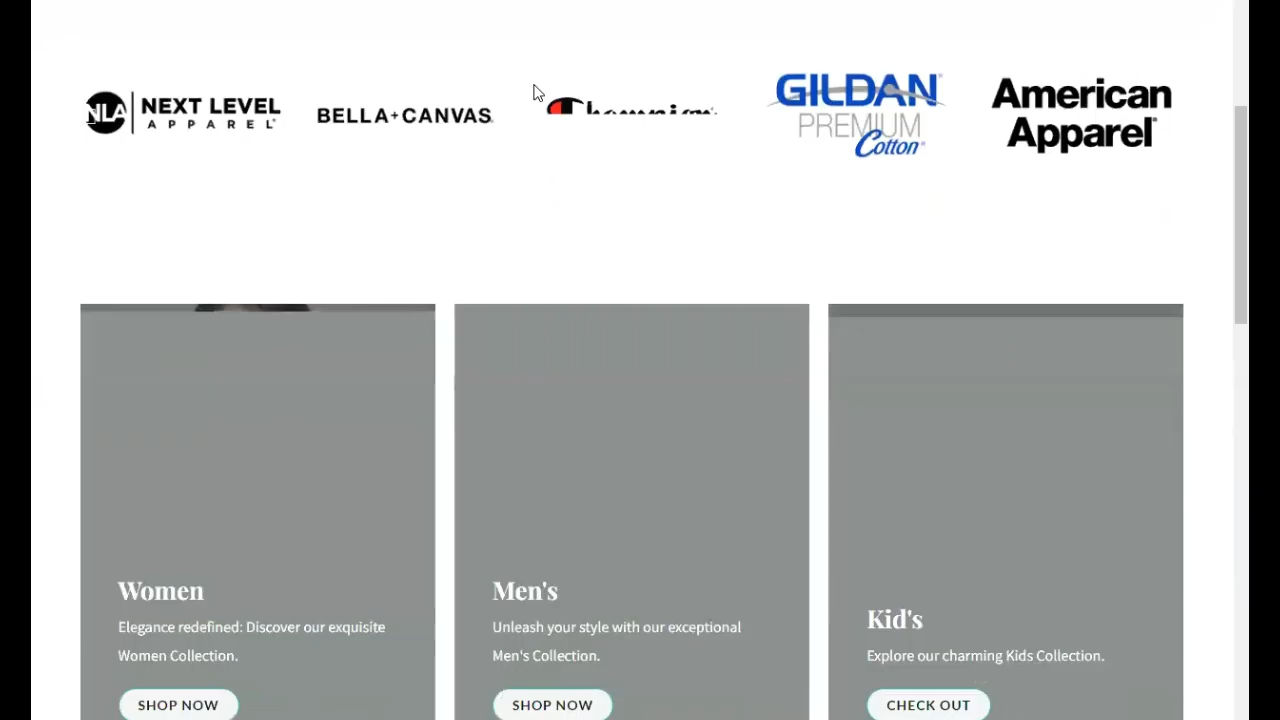 NLA NEXT LEVEL
APPAREL
BELLA+CANVAS
Champion
GILDAN
PREMIUM
Cotton
American
Apparel
Women
Elegance redefined: Discover our exquisite
Women Collection.
SHOP NOW
Men's
Unleash your style with our exceptional
Men's Collection.
SHOP NOW
Kid's
Explore our charming Kids Collection.
CHECK OUT